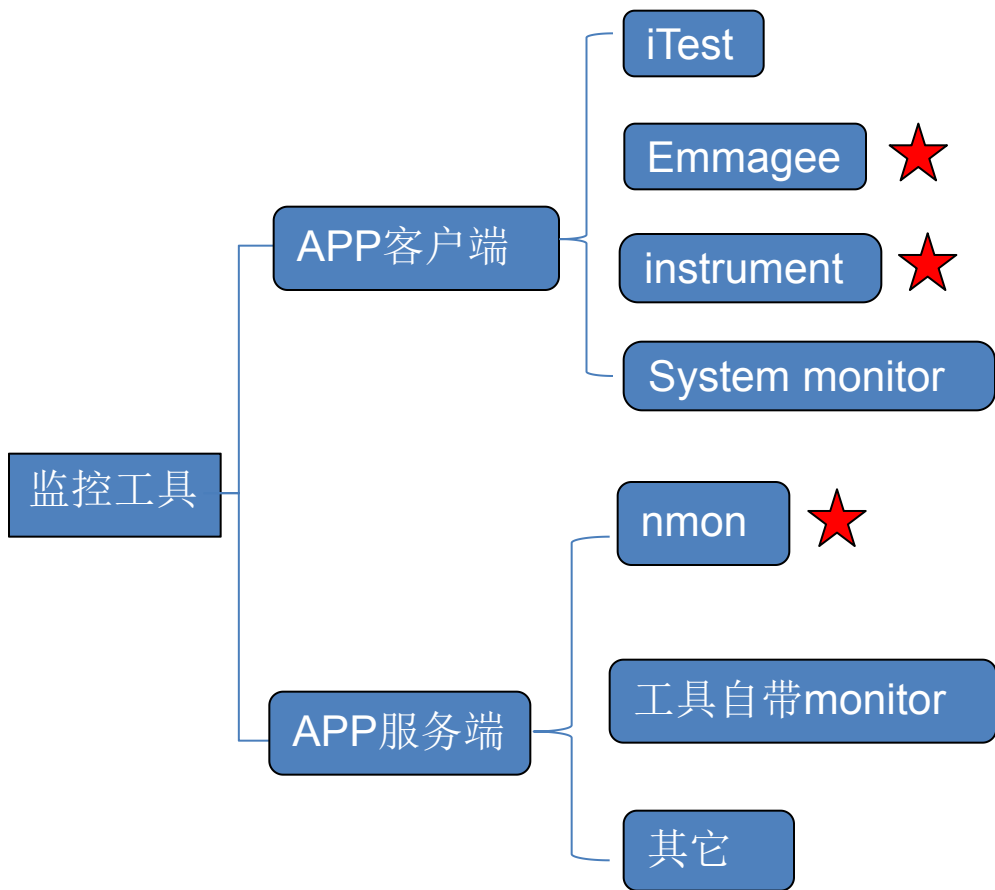 监控工具
APP客户端
iTest
Emmagee
instrument
System monitor
APP服务端
nmon
工具自带monitor
其它